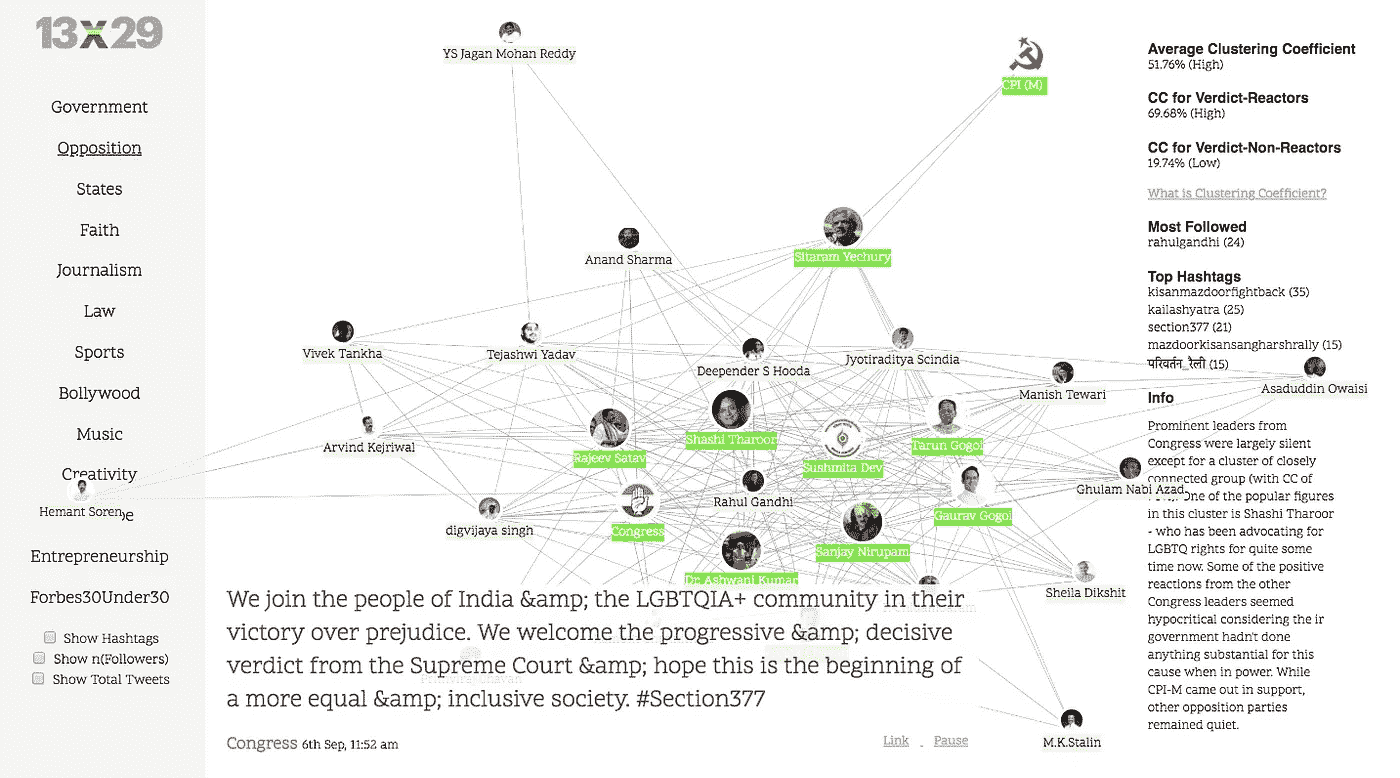 13x29
Government
Opposition
States
Faith
Journalism
Law
Sports
Bollywood
Music
Creativity
Hemant Soren
e
Entrepreneurship
Forbes30Under30
Show Hashtags
Show n(Followers)
Show Total Tweets
YS Jagan Mohan Reddy
CPI (M)
Anand Sharma
Sitaram Yechury
Vivek Tankha
Tejashwi Yadav
Deepender S Hooda
Jyotiraditya Scindia
Manish Tewari
Asaduddin Owaisi
Arvind Kejriwal
Rajeev Satav
Shashi Tharoor
Sushmita Dev
Tarun Gogoi
Rahul Gandhi
Ghulam Nabi Azad
digvijaya singh
Congress
Sanjay Nirupam
Gaurav Gogoi
Dr. Ashwani Kumar
Sheila Dikshit
M.K.Stalin
We join the people of India &amp; the LGBTQIA+ community in their
victory over prejudice. We welcome the progressive &amp; decisive
verdict from the Supreme Court &amp; hope this is the beginning of
a more equal &amp; inclusive society. #Section377
Congress 6th Sep, 11:52 am
Link - Pause
Average Clustering Coefficient
51.76% (High)
CC for Verdict-Reactors
69.68% (High)
CC for Verdict-Non-Reactors
19.74% (Low)
What is Clustering Coefficient?
Most Followed
rahulgandhi (24)
Top Hashtags
kisanmazdoorfightback (35)
kailashyatra (25)
section377 (21)
mazdoorkisansangharshrally (15)
परिवर्तन_रैली (15)
Info
Prominent leaders from
Congress were largely silent
except for a cluster of closely
connected group (with CC of
One of the popular figures
in this cluster is Shashi Tharoor
- who has been advocating for
LGBTQ rights for quite some
time now. Some of the positive
reactions from the other
Congress leaders seemed
hypocritical considering the ir
government hadn't done
anything substantial for this
cause when in power. While
CPI-M came out in support,
other opposition parties
remained quiet.